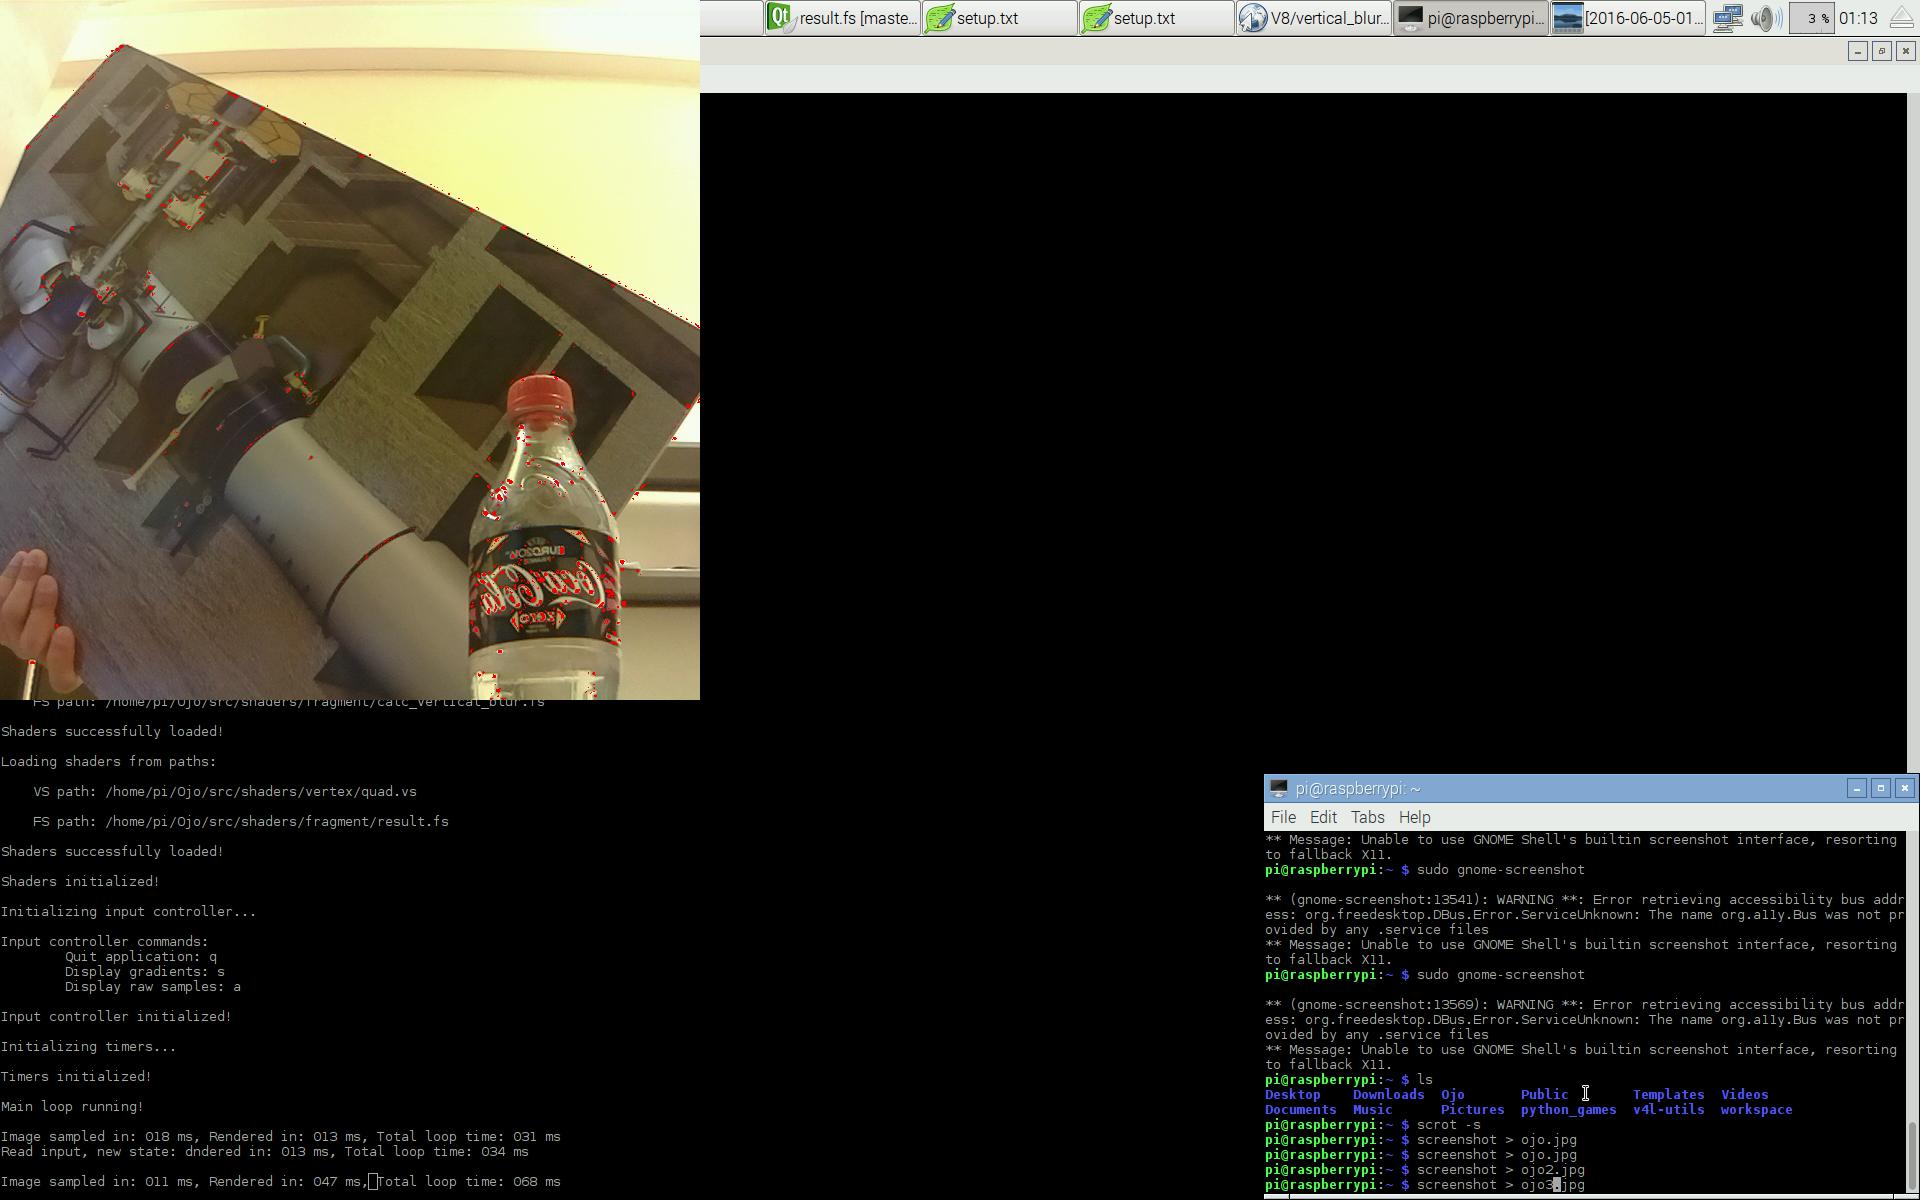 result.fs [maste...
setup.txt
setup.txt
V8/vertical_blur...
pi@raspberrypi...
[2016-06-05-01...
3 %
01:13
EURO2016
Coca-Cola
zero
FS path: /home/pi/Ojo/src/shaders/fragment/calc_vertical_blur.fs
Shaders successfully loaded!
Loading shaders from paths:
VS path: /home/pi/Ojo/src/shaders/vertex/quad.vs
FS path: /home/pi/Ojo/src/shaders/fragment/result.fs
Shaders successfully loaded!
Shaders initialized!
Initializing input controller...
Input controller commands:
Quit application: q
Display gradients: s
Display raw samples: a
Input controller initialized!
Initializing timers...
Timers initialized!
Main loop running!
Image sampled in: 018 ms, Rendered in: 013 ms, Total loop time: 031 ms
Read input, new state: dndered in: 013 ms, Total loop time: 034 ms
Image sampled in: 011 ms, Rendered in: 047 ms, Total loop time: 068 ms
pi@raspberrypi: ~
File Edit Tabs Help
** Message: Unable to use GNOME Shell's builtin screenshot interface, resorting
to fallback X11.
pi@raspberrypi:~ $ sudo gnome-screenshot
** (gnome-screenshot:13541): WARNING **: Error retrieving accessibility bus addr
ess: org.freedesktop.DBus.Error.ServiceUnknown: The name org.a11y.Bus was not pr
ovided by any .service files
** Message: Unable to use GNOME Shell's builtin screenshot interface, resorting
to fallback X11.
pi@raspberrypi:~ $ sudo gnome-screenshot
** (gnome-screenshot:13569): WARNING **: Error retrieving accessibility bus addr
ess: org.freedesktop.DBus.Error.ServiceUnknown: The name org.a11y.Bus was not pr
ovided by any .service files
** Message: Unable to use GNOME Shell's builtin screenshot interface, resorting
to fallback X11.
pi@raspberrypi:~ $ ls
Desktop Downloads Ojo Public Templates Videos
Documents Music Pictures python_games v4l-utils workspace
pi@raspberrypi:~ $ scrot -s
pi@raspberrypi:~ $ screenshot > ojo.jpg
pi@raspberrypi:~ $ screenshot > ojo.jpg
pi@raspberrypi:~ $ screenshot > ojo2.jpg
pi@raspberrypi:~ $ screenshot > ojo3.jpg